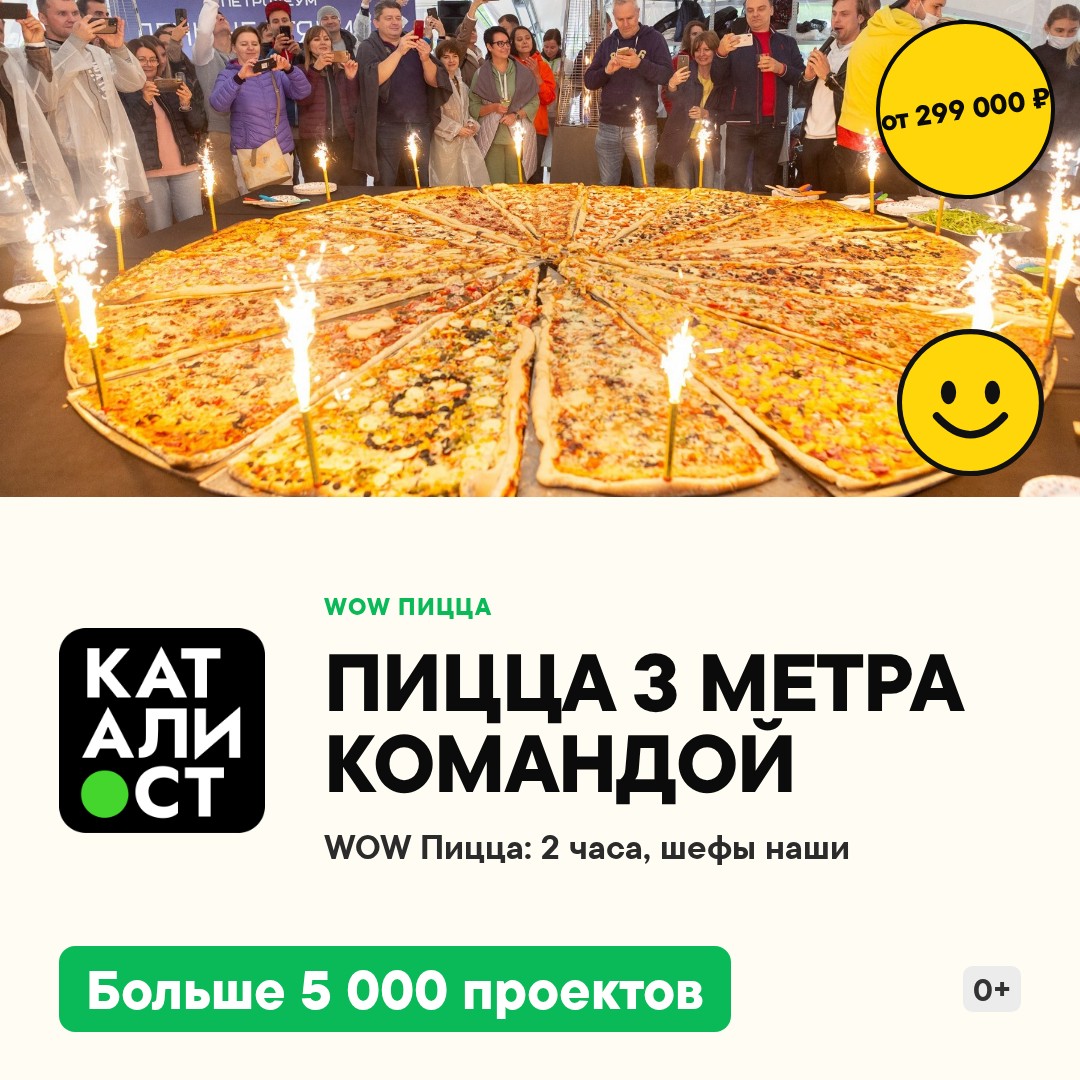 от 299 000 ₽
WOW ПИЦЦА
КАТ
АЛИ
СТ
ПИЦЦА 3 МЕТРА
КОМАНДОЙ
WOW Пицца: 2 часа, шефы наши
Больше 5 000 проектов
0+